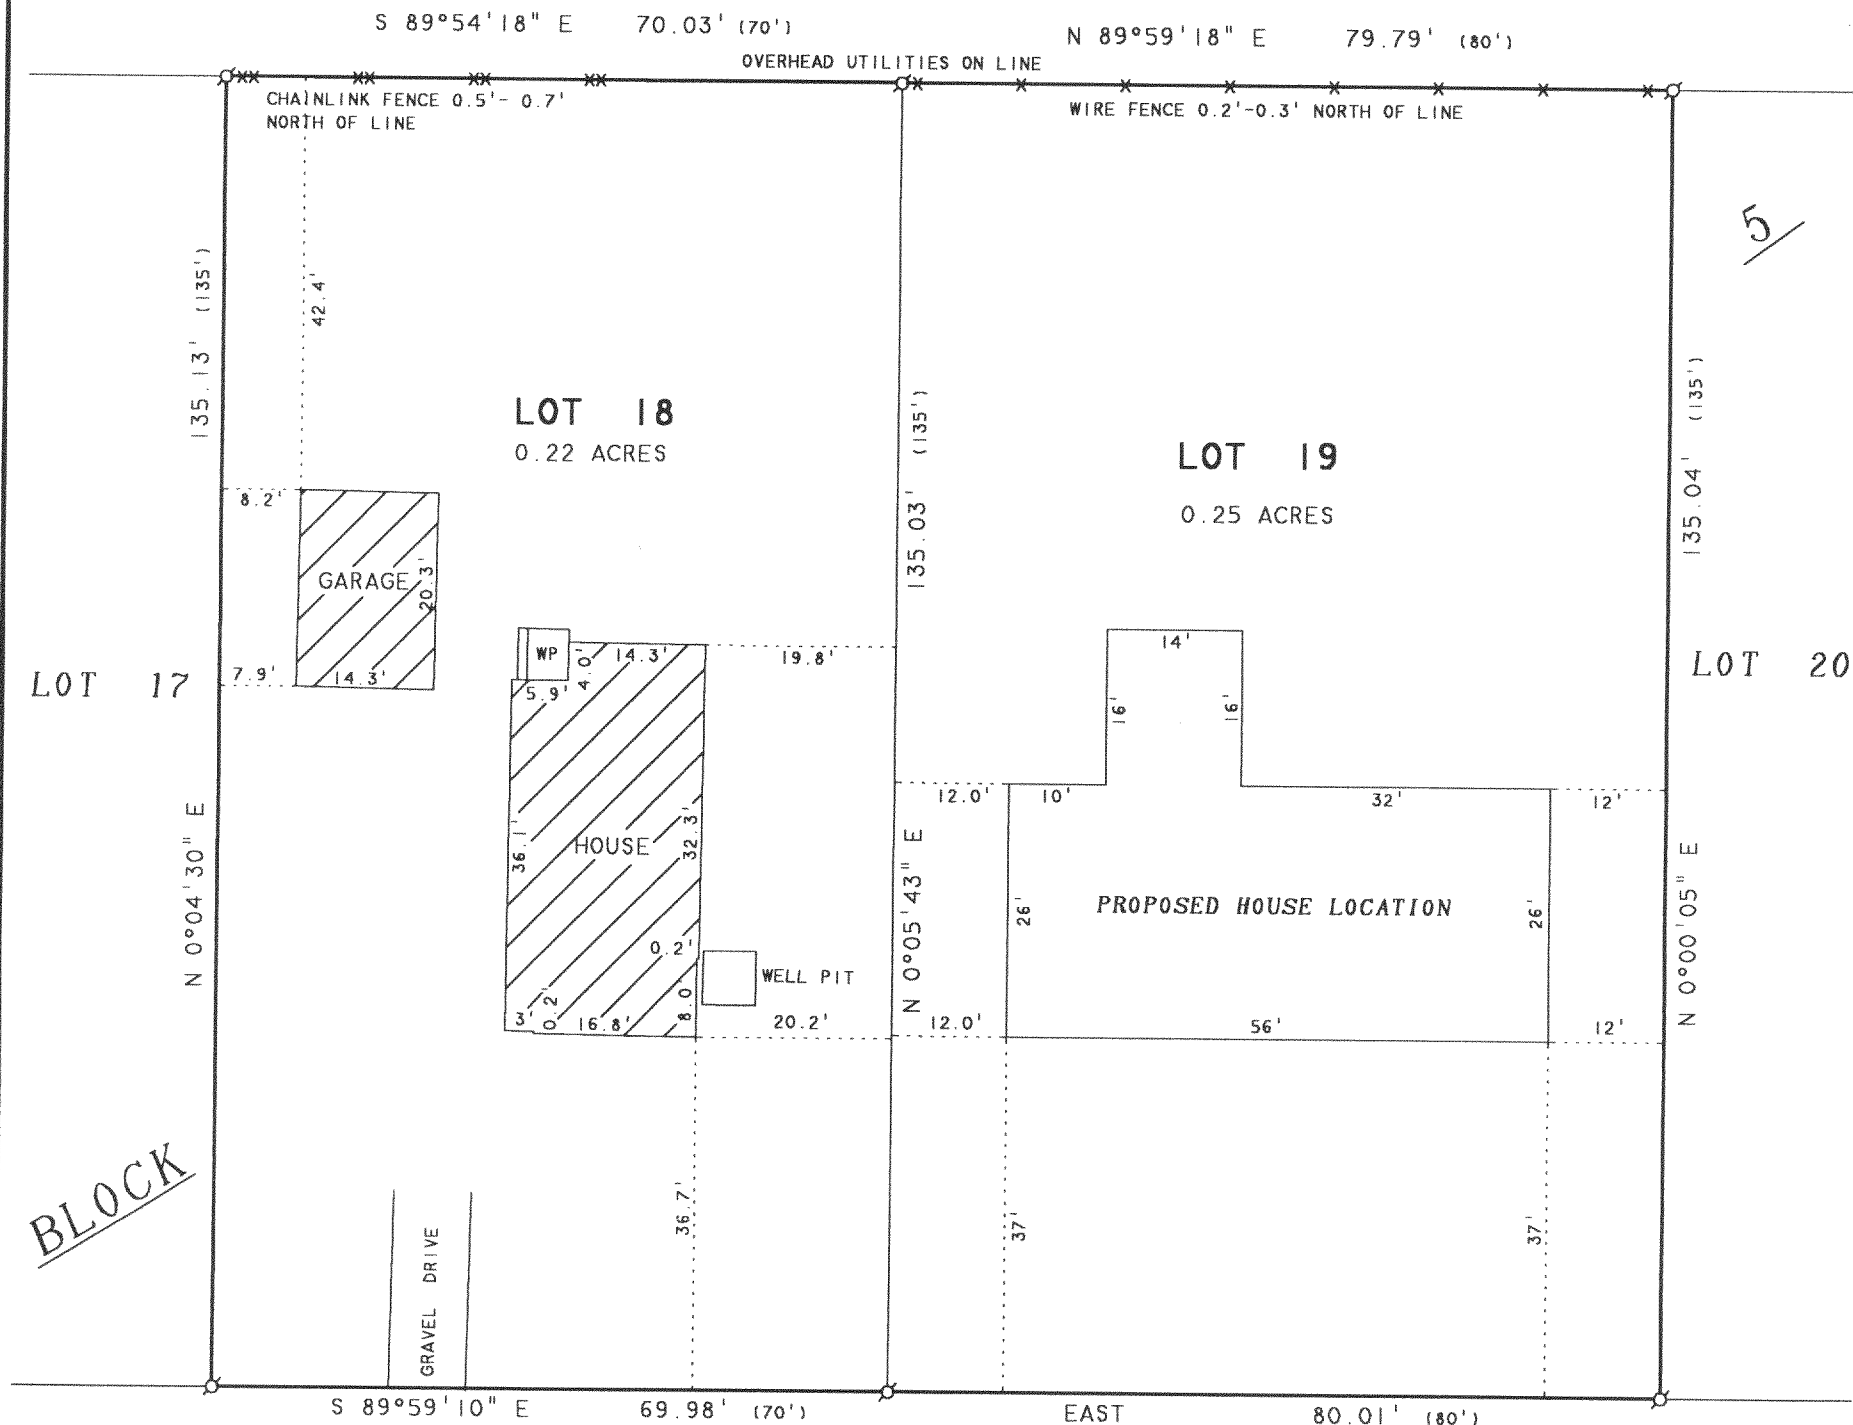 S 89°54'18" E 70.03' (70')
N 89°59'18" E 79.79' (80')
OVERHEAD UTILITIES ON LINE
CHAINLINK FENCE 0.5'- 0.7'
NORTH OF LINE
WIRE FENCE 0.2'-0.3' NORTH OF LINE
5
135.13' (135')
42.4'
LOT 18
0.22 ACRES
135.03' (135')
LOT 19
0.25 ACRES
135.04' (135')
8.2'
GARAGE
20.3'
7.9'
14.3'
LOT 17
WP
4.0'
14.3'
5.9'
19.8'
14'
16'
16'
LOT 20
12.0'
10'
32'
12'
N 0°04'30" E
36.1'
HOUSE
32.3'
N 0°05'43" E
26'
PROPOSED HOUSE LOCATION
26'
N 0°00'05" E
0.2'
WELL PIT
3'
0.2'
16.8'
8.0'
20.2'
12.0'
56'
12'
BLOCK
36.7'
37'
37'
GRAVEL DRIVE
S 89°59'10" E 69.98' (70')
EAST 80.01' (80')